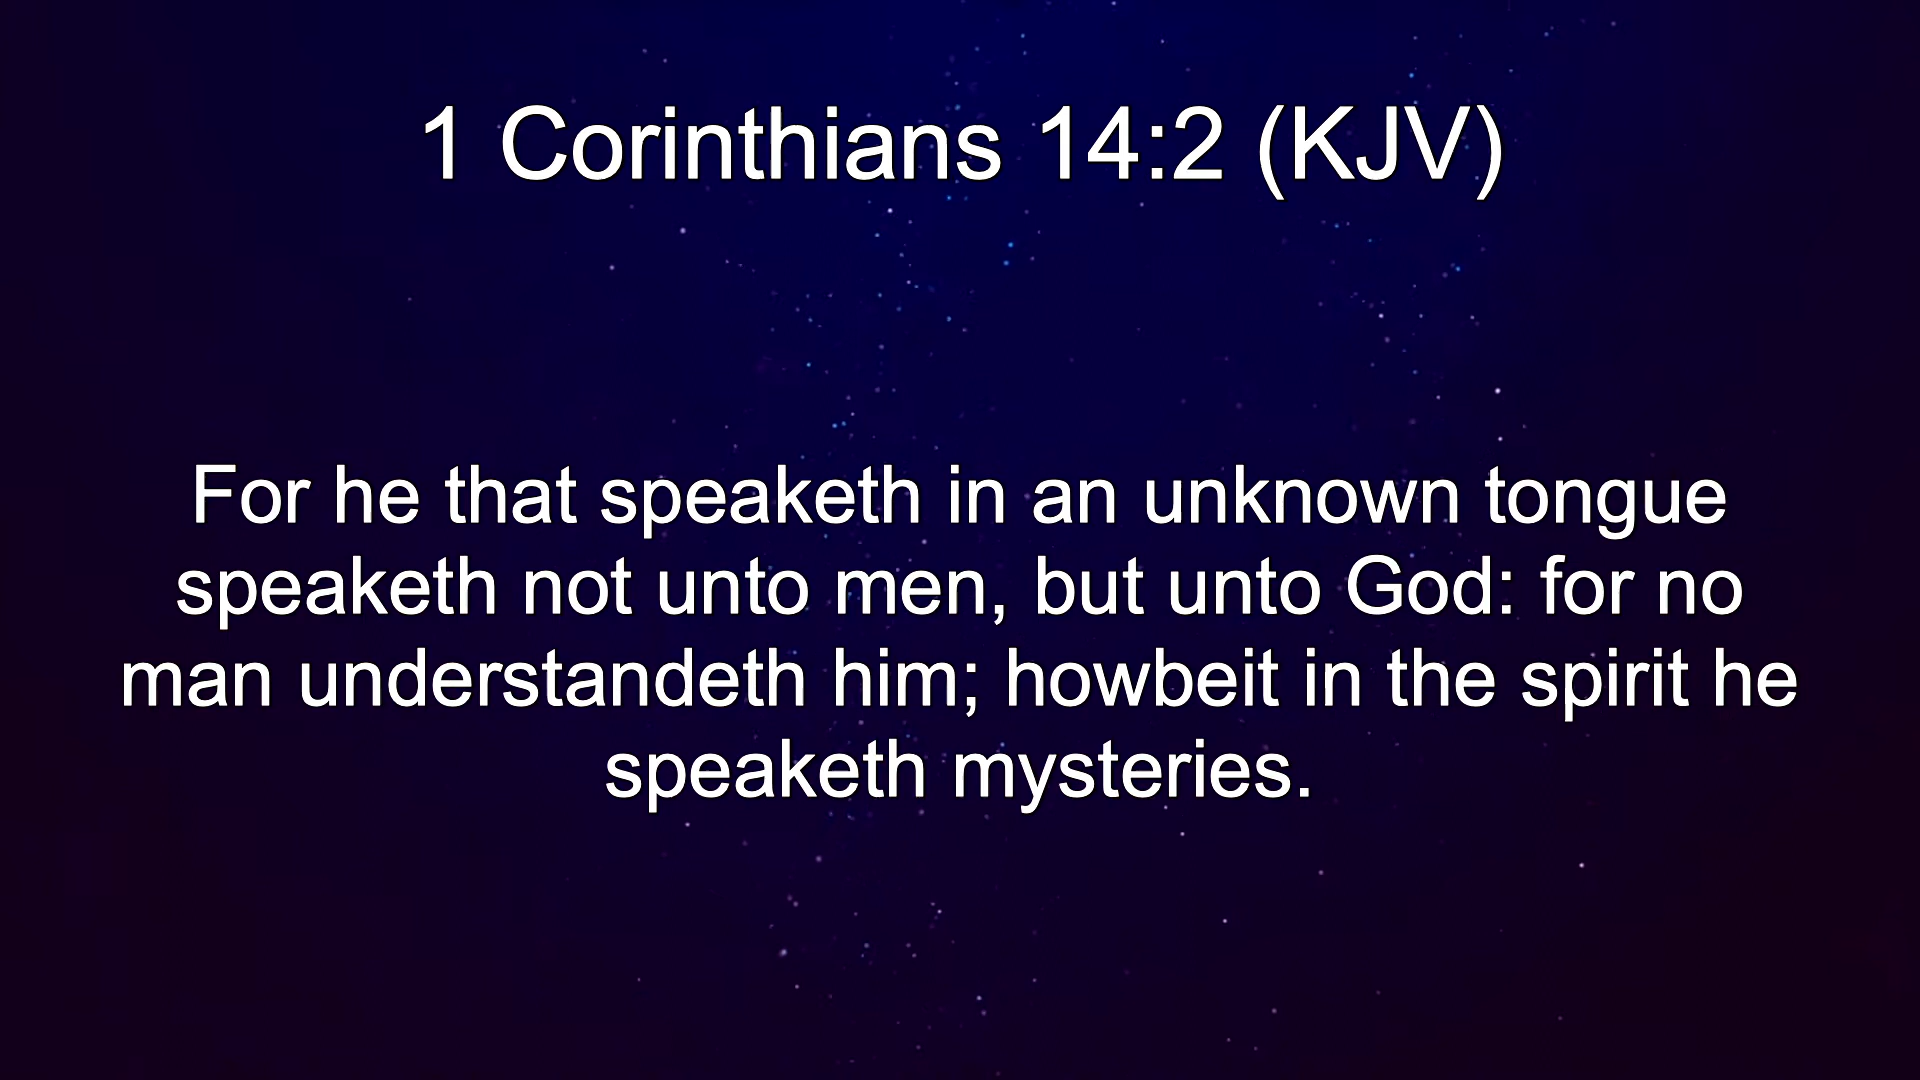 1 Corinthians 14:2 (KJV)
For he that speaketh in an unknown tongue
speaketh not unto men, but unto God: for no
man understandeth him; howbeit in the spirit he
speaketh mysteries.